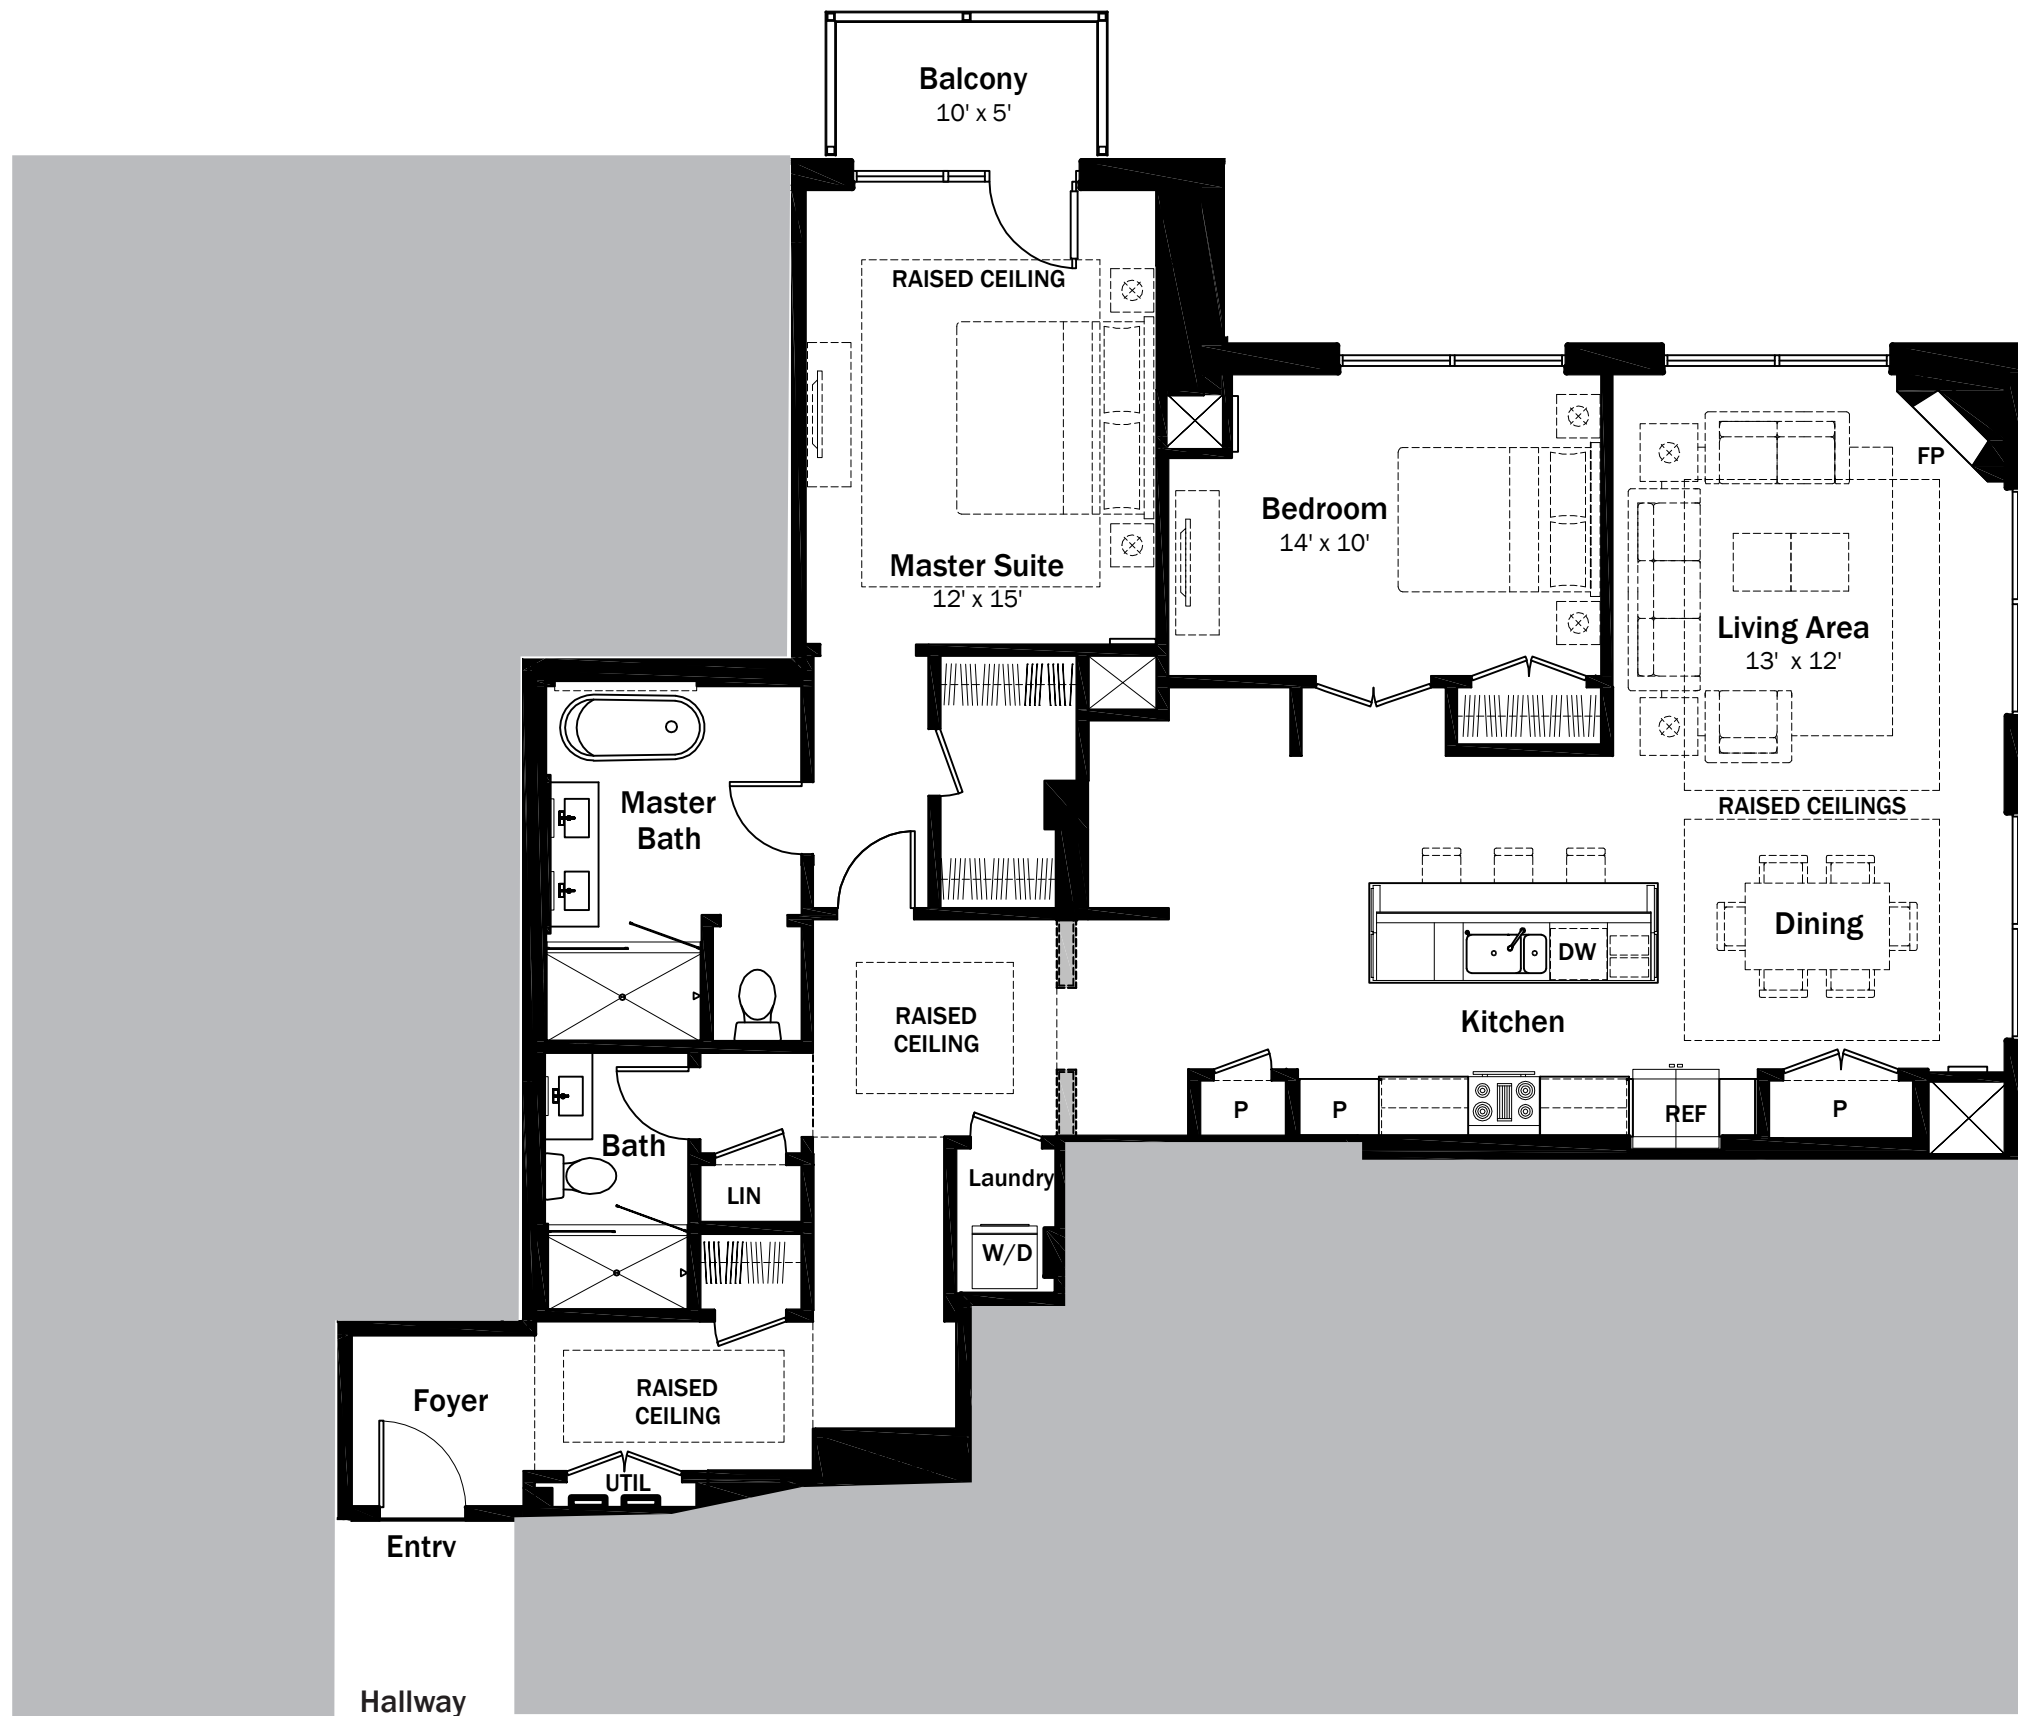 Balcony
10' x 5'
RAISED CEILING
Master Suite
12' x 15'
Bedroom
14' x 10'
FP
Living Area
13' x 12'
RAISED CEILINGS
Master
Bath
Dining
DW
Kitchen
RAISED
CEILING
P
P
REF
P
Bath
LIN
Laundry
W/D
Foyer
RAISED
CEILING
UTIL
Entrv
Hallway